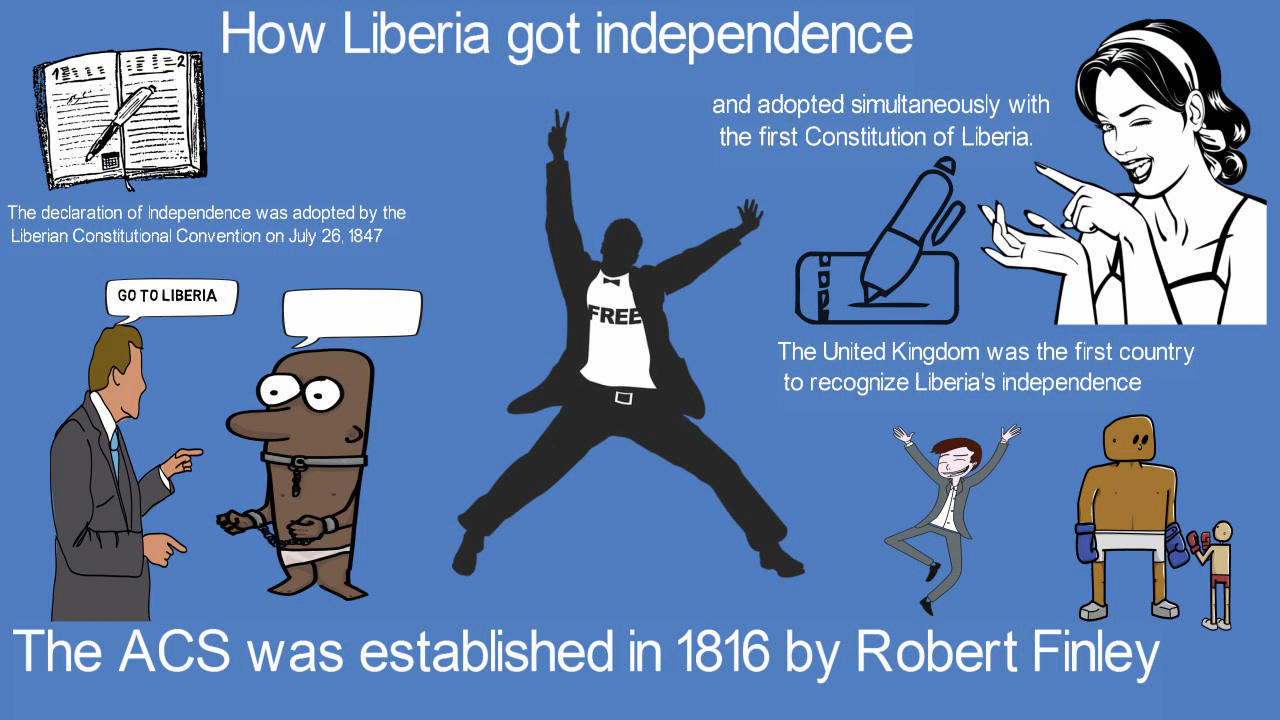 How Liberia got independence
1 2
The declaration of Independence was adopted by the
Liberian Constitutional Convention on July 26, 1847
and adopted simultaneously with
the first Constitution of Liberia.
GO TO LIBERIA
FREE
The United Kingdom was the first country
to recognize Liberia's independence
The ACS was established in 1816 by Robert Finley